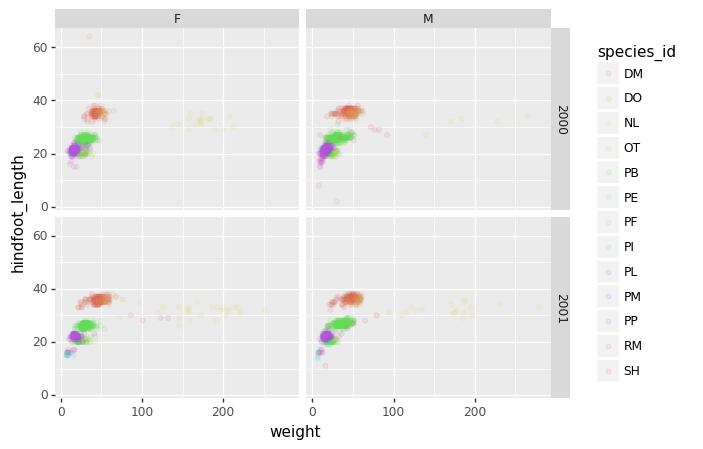 F M
species_id
60
40
20
0
2000
DM
DO
NL
OT
PB
PE
PF
PI
PL
PM
PP
RM
SH
hindfoot_length
60
40
20
0
2001
0 100 200 0 100 200
weight